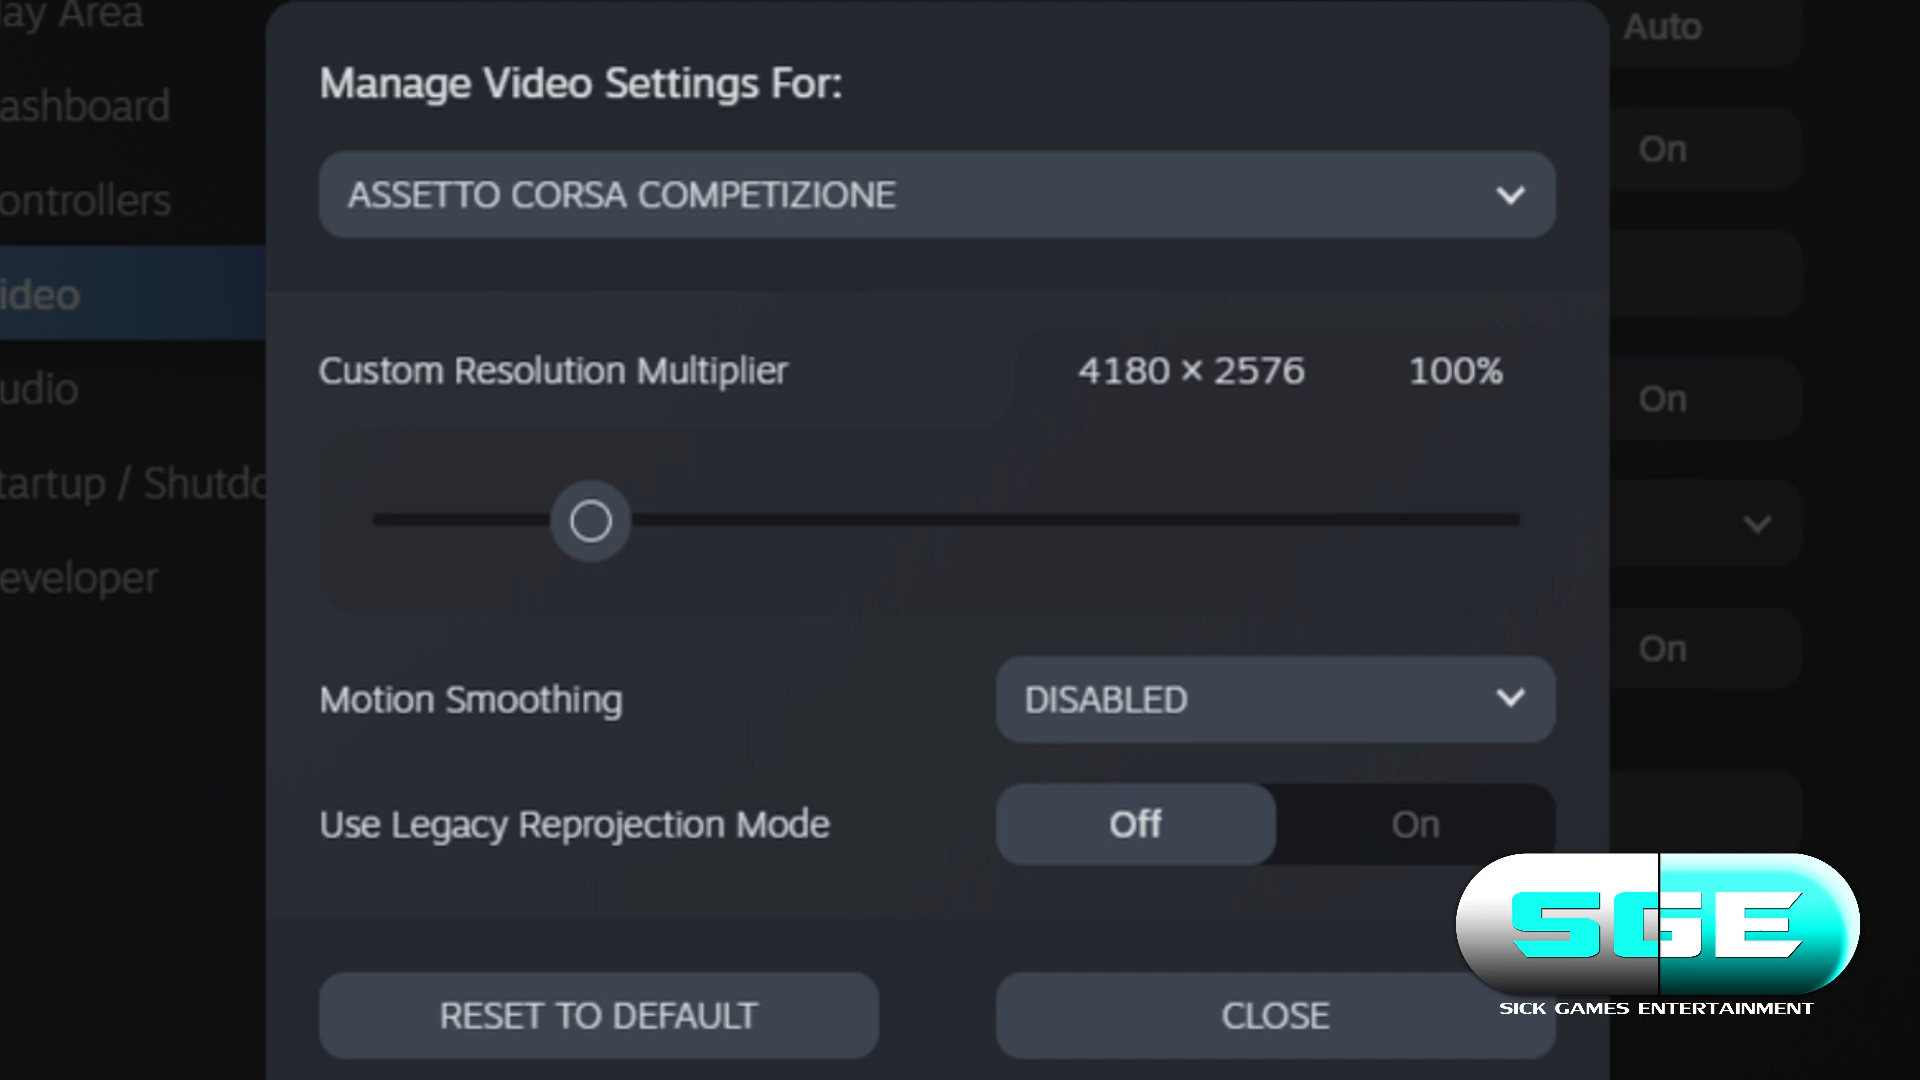 ay Area
Auto
Manage Video Settings For:
ashboard
On
ASSETTO CORSA COMPETIZIONE
ontrollers
ideo
Custom Resolution Multiplier 4180 × 2576 100%
udio
On
tartup / Shutdo
eveloper
On
Motion Smoothing DISABLED
Use Legacy Reprojection Mode Off On
SGE
SICK GAMES ENTERTAINMENT
RESET TO DEFAULT CLOSE